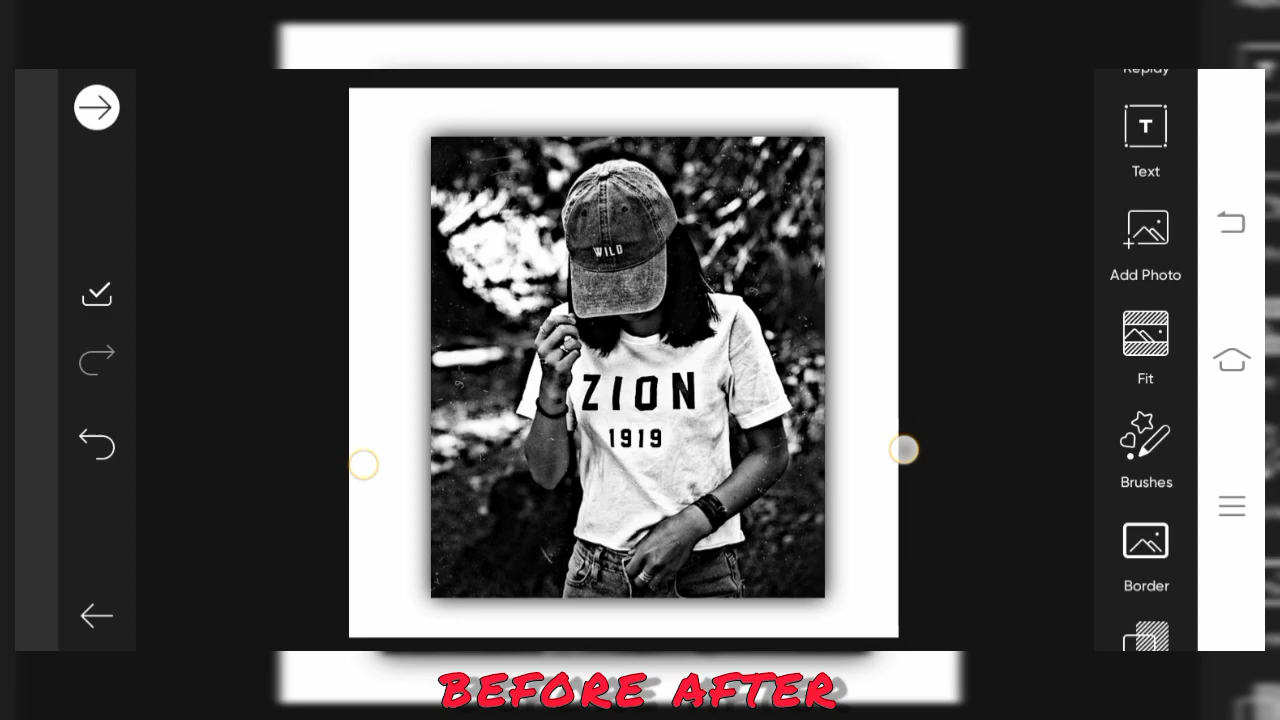 Replay
T
Text
Add Photo
Fit
Brushes
Border
WILD
ZION
1919
BEFORE AFTER